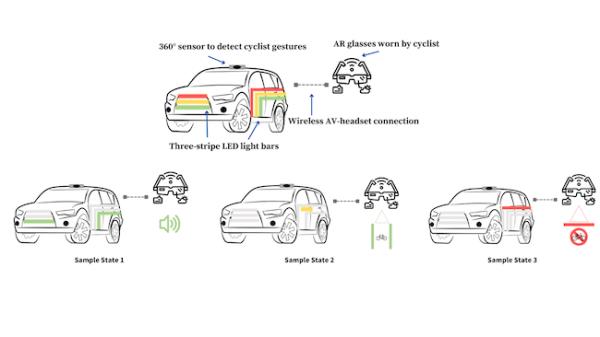 360° sensor to detect cyclist gestures
AR glasses worn by cyclist
Wireless AV-headset connection
Three-stripe LED light bars
Sample State 1
Sample State 2
Sample State 3